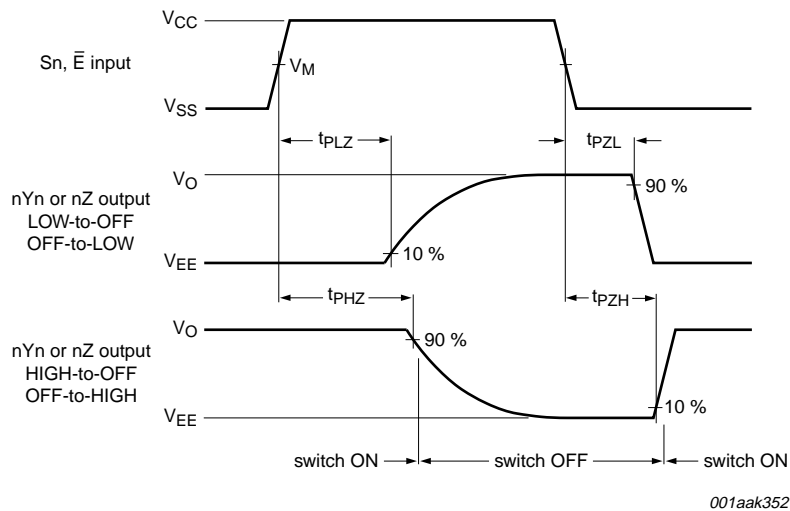 VCC
Sn, E̅ input
VM
VSS
tPLZ
tPZL
VO
90 %
nYn or nZ output
LOW-to-OFF
OFF-to-LOW
10 %
VEE
tPHZ
tPZH
VO
90 %
nYn or nZ output
HIGH-to-OFF
OFF-to-HIGH
10 %
VEE
switch ON
switch OFF
switch ON
001aak352